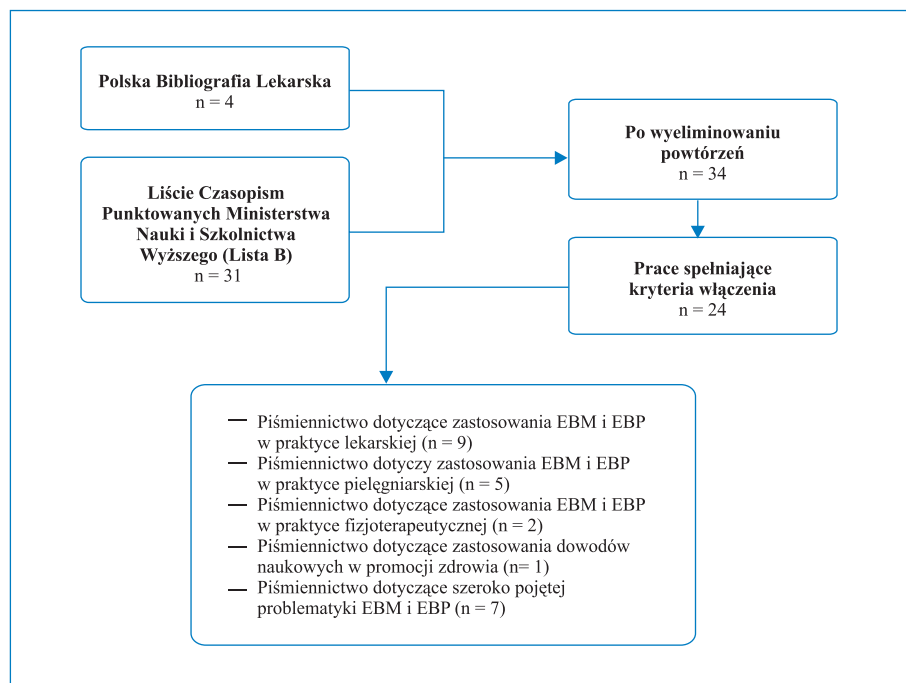 Polska Bibliografia Lekarska
n = 4
Liście Czasopism
Punktowanych Ministerstwa
Nauki i Szkolnictwa
Wyższego (Lista B)
n = 31
Po wyeliminowaniu
powtórzeń
n = 34
Prace spełniające
kryteria włączenia
n = 24
— Piśmiennictwo dotyczące zastosowania EBM i EBP
w praktyce lekarskiej (n = 9)
— Piśmiennictwo dotyczy zastosowania EBM i EBP
w praktyce pielęgniarskiej (n = 5)
— Piśmiennictwo dotyczące zastosowania EBM i EBP
w praktyce fizjoterapeutycznej (n = 2)
— Piśmiennictwo dotyczące zastosowania dowodów
naukowych w promocji zdrowia (n= 1)
— Piśmiennictwo dotyczące szeroko pojętej
problematyki EBM i EBP (n = 7)